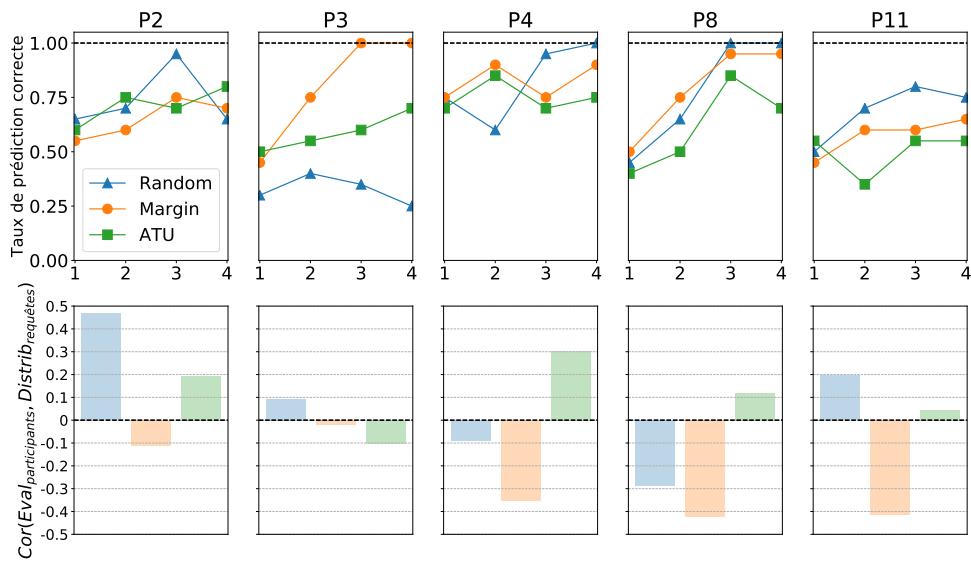 P2 P3 P4 P8 P11
Taux de prédiction correcte
1.00
0.75
0.50
0.25
0.00
Random
Margin
ATU
1 2 3 4 1 2 3 4 1 2 3 4 1 2 3 4 1 2 3 4
Cor(Eval_participants, Distrib_requêtes)
0.5
0.4
0.3
0.2
0.1
0
-0.1
-0.2
-0.3
-0.4
-0.5